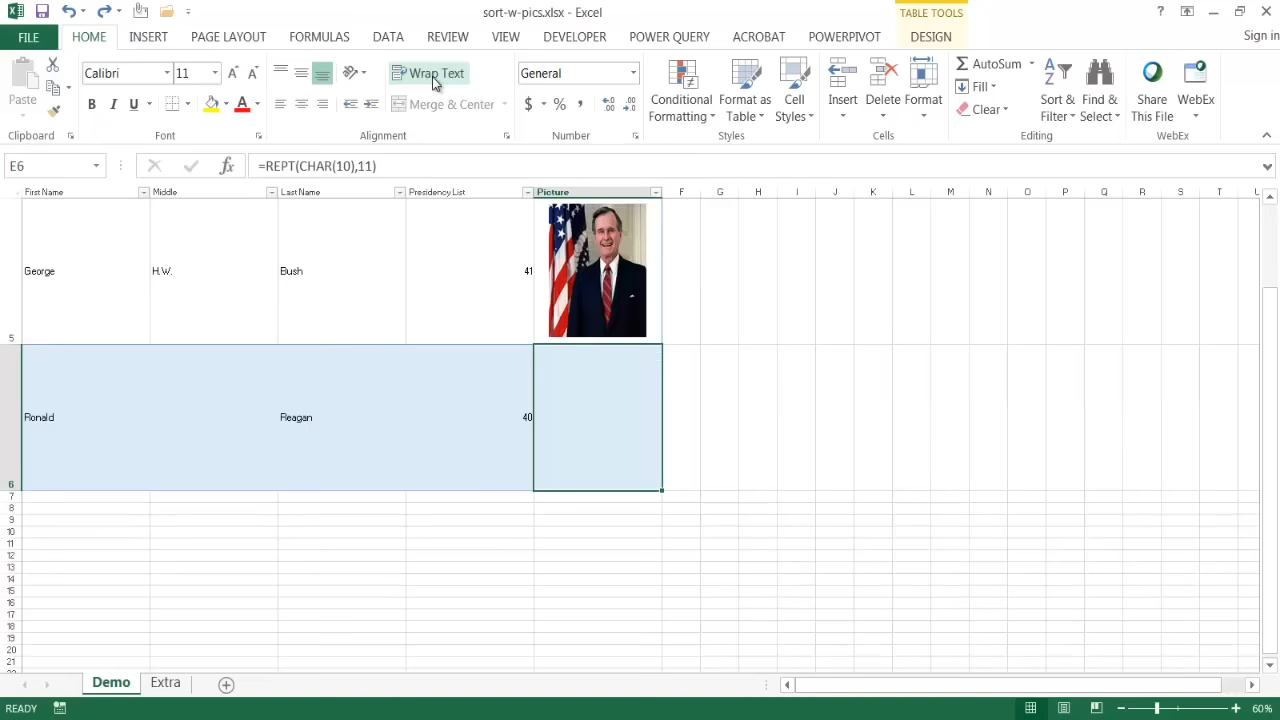 sort-w-pics.xlsx - Excel
TABLE TOOLS
?
FILE HOME INSERT PAGE LAYOUT FORMULAS DATA REVIEW VIEW DEVELOPER POWER QUERY ACROBAT POWERPIVOT DESIGN Sign in
Paste
Calibri
Wrap Text
Merge & Center
B I U A
General
$ % ,
Conditional Formatting
Format as Table
Cell Styles
Insert
Delete
Format
AutoSum
Fill
Clear
Sort & Filter
Find & Select
Share This File
WebEx
Clipboard Font Alignment Number Styles Cells Editing WebEx
E6 fx =REPT(CHAR(10),11)
First Name Middle Last Name Presidency List Picture F G H I J K L M N O P Q R S T U
George H.W. Bush 41
5
Ronald Reagan 40
6
7
8
9
10
11
12
13
14
15
16
17
18
19
20
21
Demo Extra
READY 60%